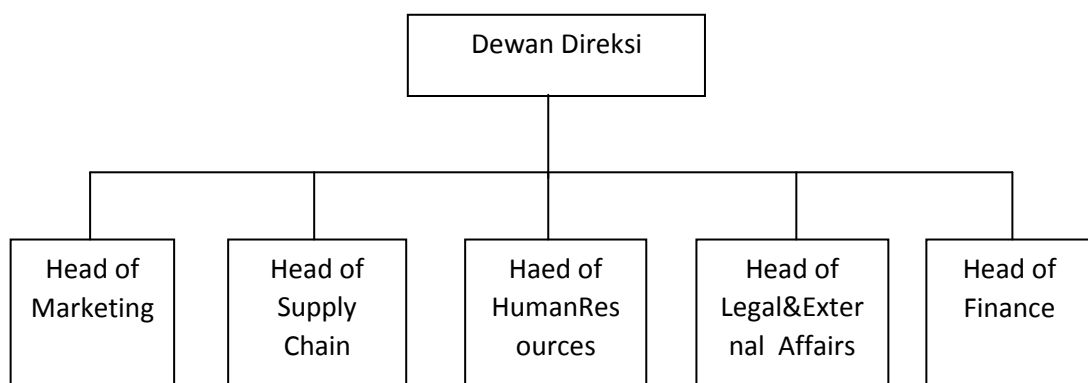 Dewan Direksi
Head of
Marketing
Head of
Supply
Chain
Haed of
HumanRes
ources
Head of
Legal&Exter
nal Affairs
Head of
Finance